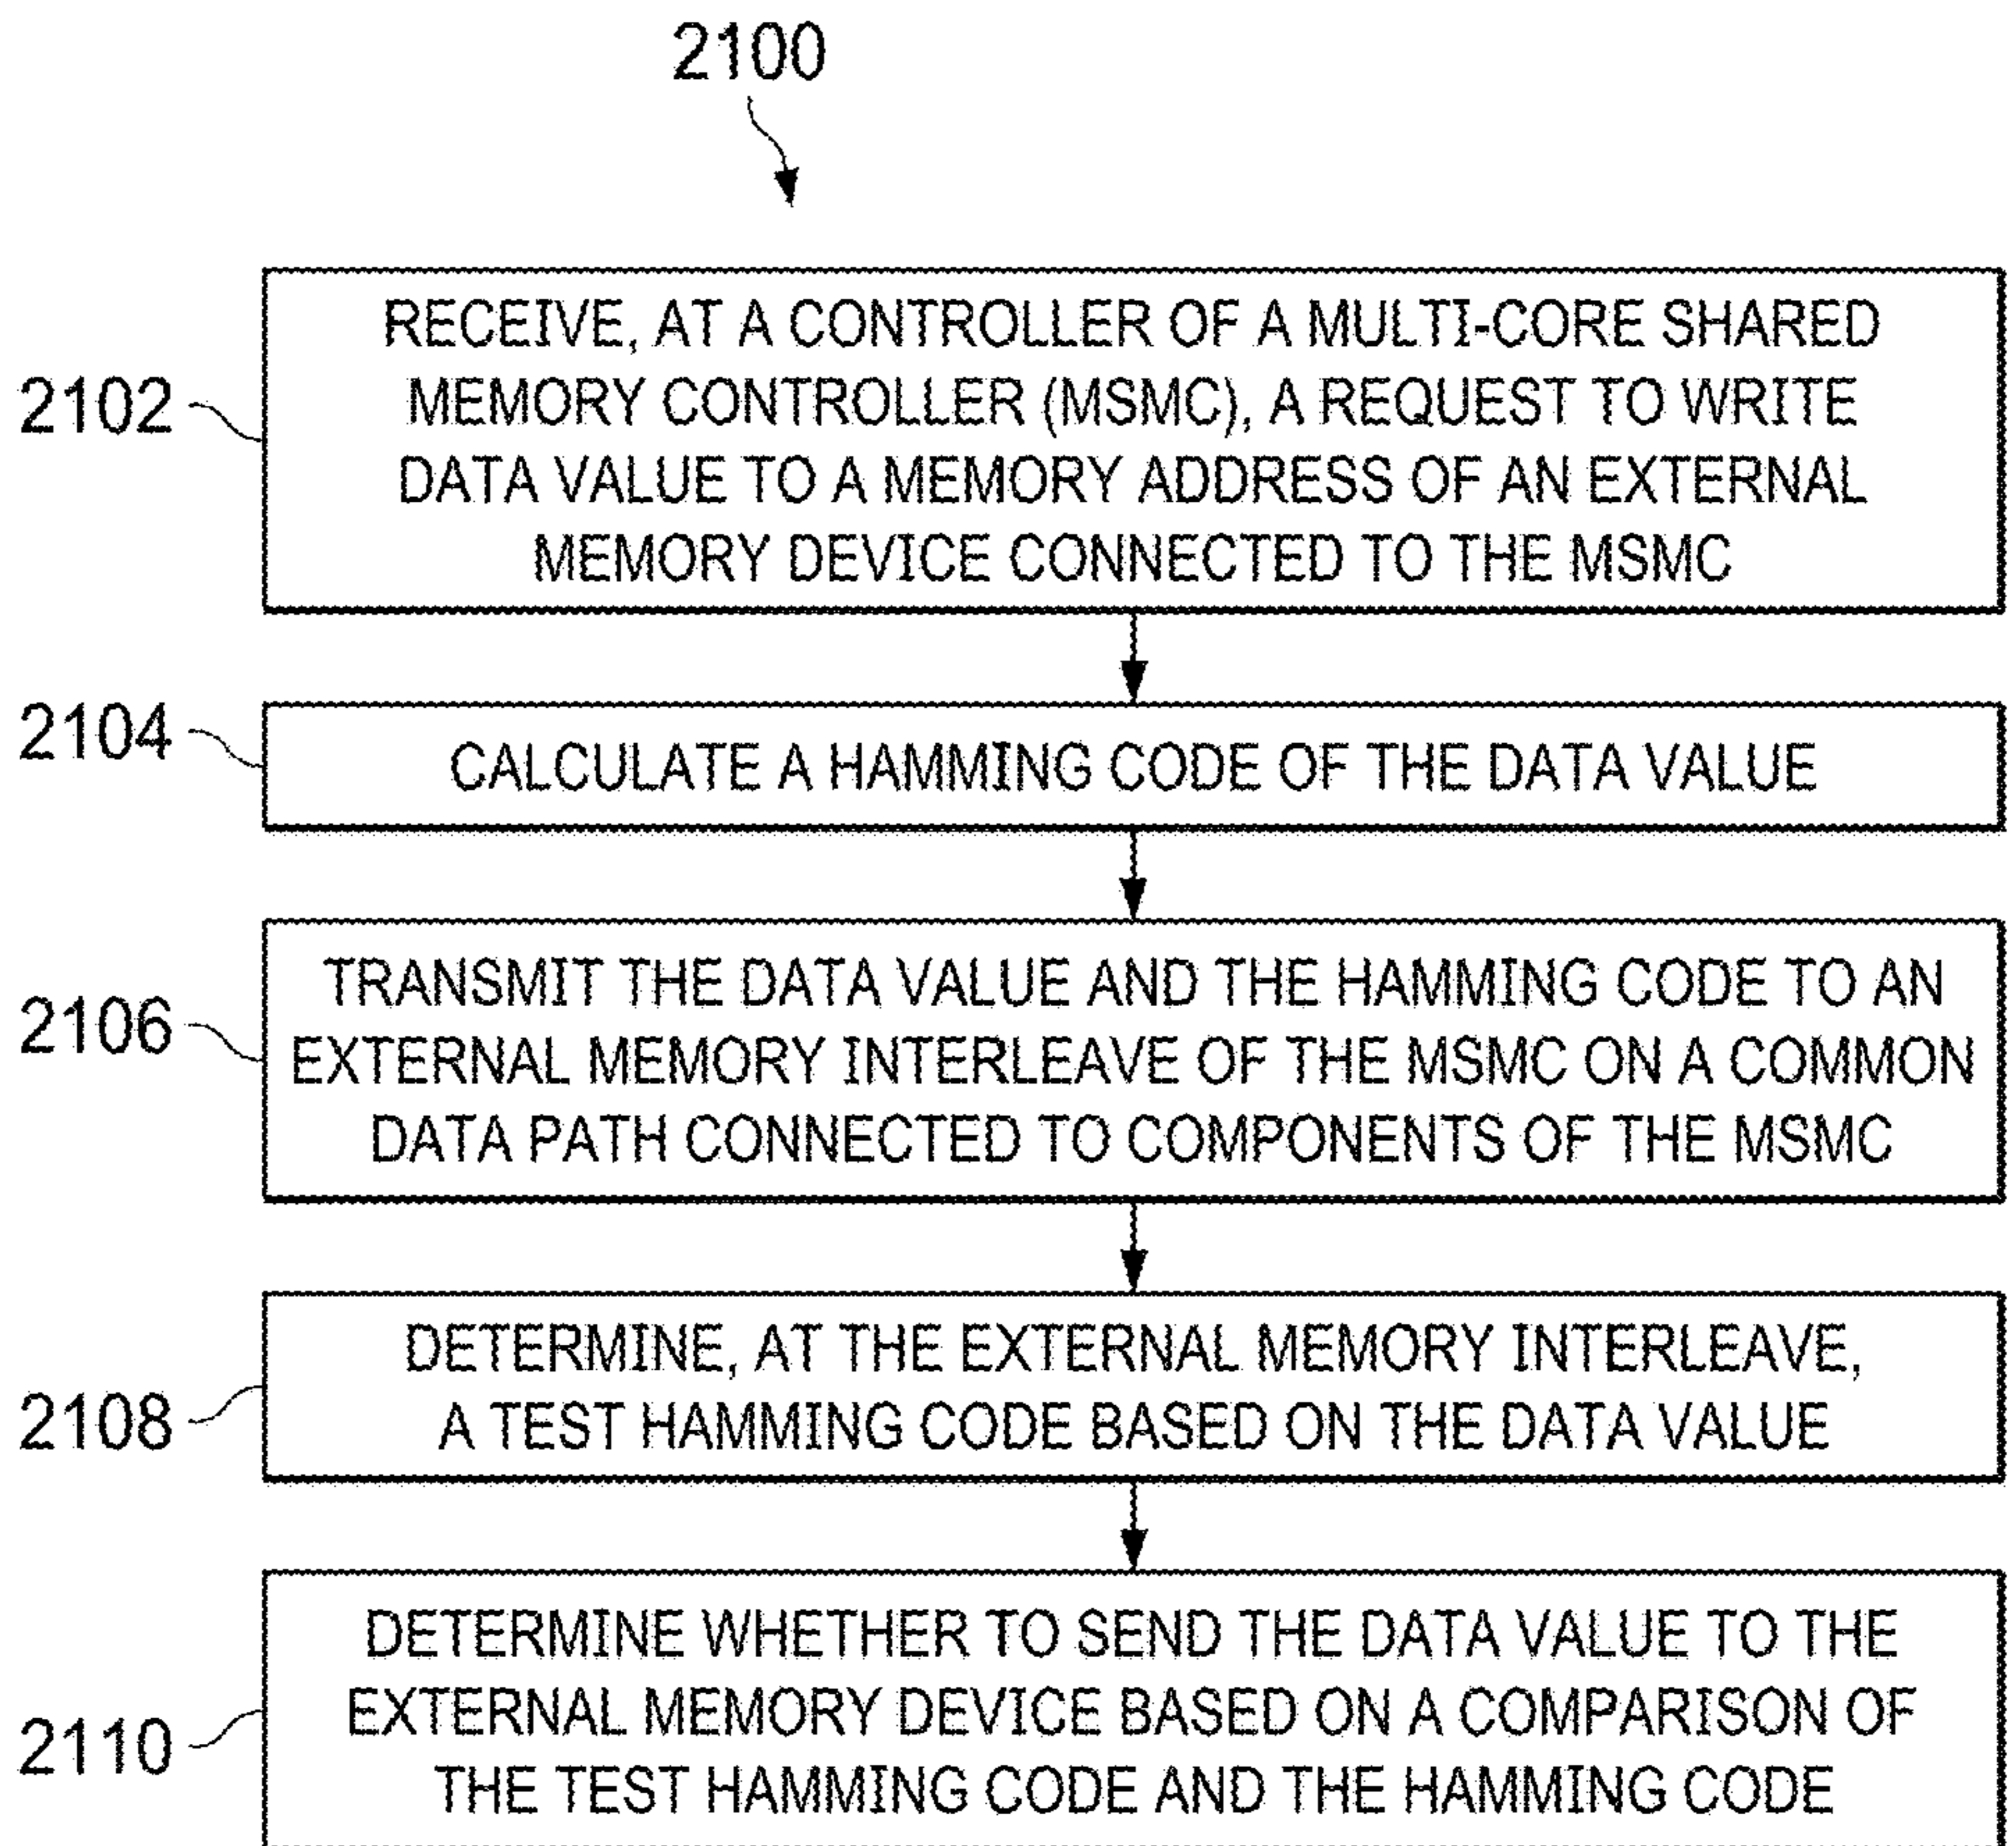 2100
2102
RECEIVE, AT A CONTROLLER OF A MULTI-CORE SHARED
MEMORY CONTROLLER (MSMC), A REQUEST TO WRITE
DATA VALUE TO A MEMORY ADDRESS OF AN EXTERNAL
MEMORY DEVICE CONNECTED TO THE MSMC
2104
CALCULATE A HAMMING CODE OF THE DATA VALUE
2106
TRANSMIT THE DATA VALUE AND THE HAMMING CODE TO AN
EXTERNAL MEMORY INTERLEAVE OF THE MSMC ON A COMMON
DATA PATH CONNECTED TO COMPONENTS OF THE MSMC
2108
DETERMINE, AT THE EXTERNAL MEMORY INTERLEAVE,
A TEST HAMMING CODE BASED ON THE DATA VALUE
2110
DETERMINE WHETHER TO SEND THE DATA VALUE TO THE
EXTERNAL MEMORY DEVICE BASED ON A COMPARISON OF
THE TEST HAMMING CODE AND THE HAMMING CODE